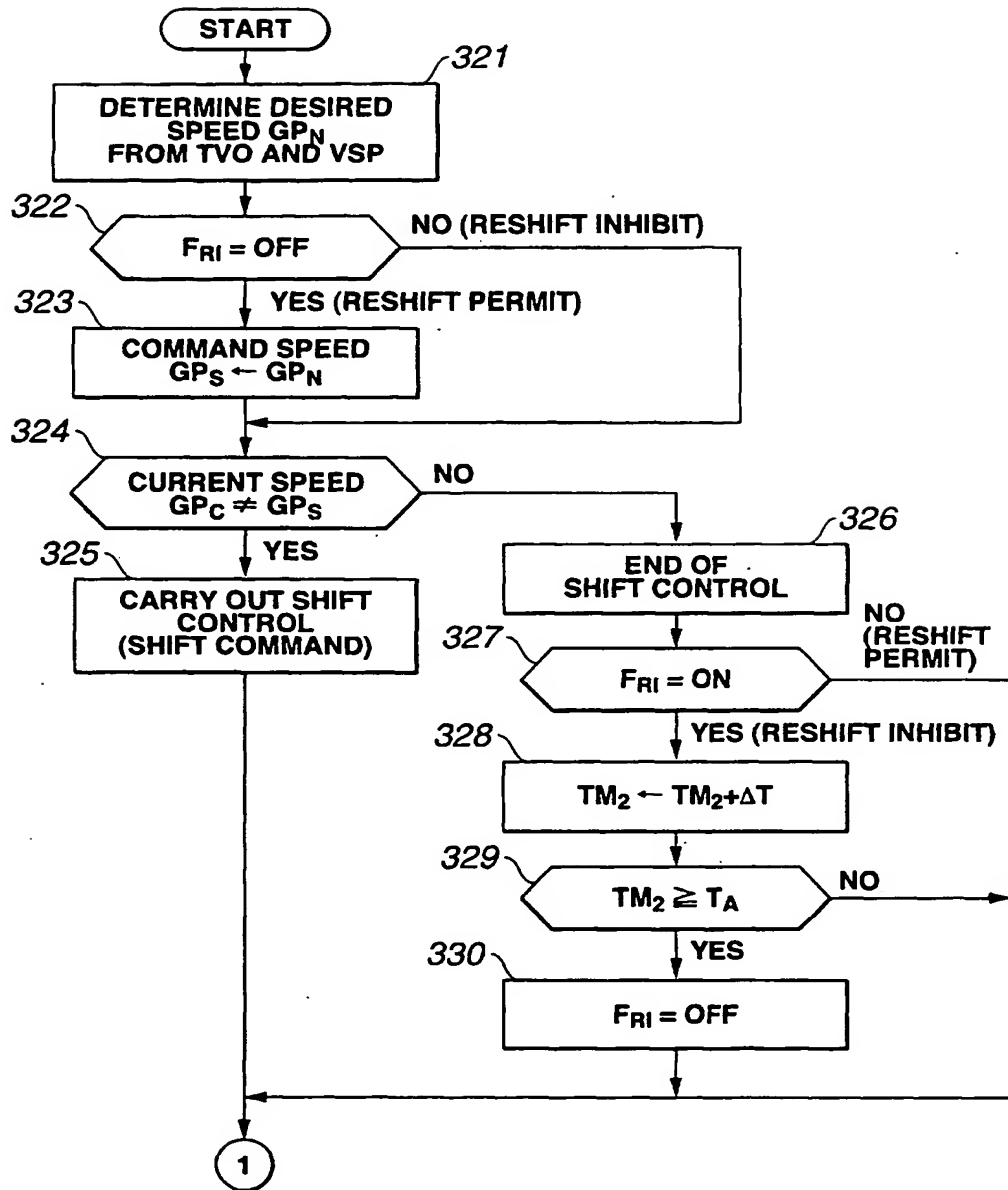 START
321
DETERMINE DESIRED
SPEED GPN
FROM TVO AND VSP
322
FRI = OFF
NO (RESHIFT INHIBIT)
YES (RESHIFT PERMIT)
323
COMMAND SPEED
GPS ← GPN
324
CURRENT SPEED
GPC ≠ GPS
NO
YES
325
CARRY OUT SHIFT
CONTROL
(SHIFT COMMAND)
326
END OF
SHIFT CONTROL
327
FRI = ON
NO
(RESHIFT
PERMIT)
YES (RESHIFT INHIBIT)
328
TM2 ← TM2+ΔT
329
TM2 ≧ TA
NO
YES
330
FRI = OFF
1